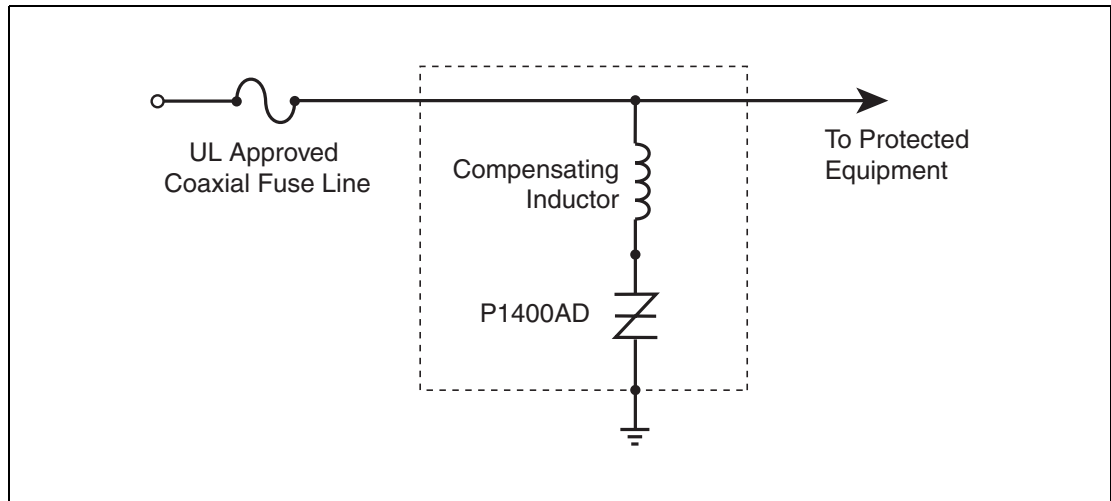 UL Approved
Coaxial Fuse Line
To Protected
Equipment
Compensating
Inductor
P1400AD